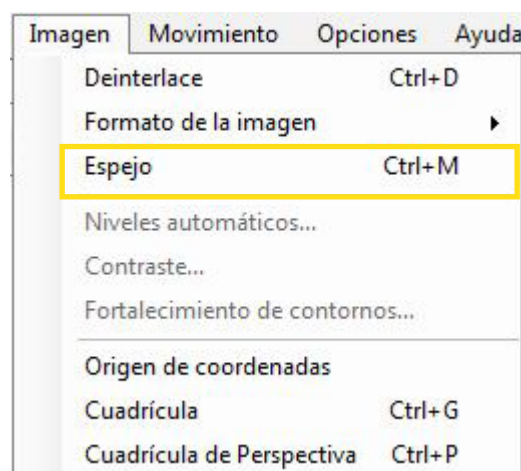 Imagen Movimiento Opciones Ayuda
Deinterlace Ctrl+D
Formato de la imagen
Espejo Ctrl+M
Niveles automáticos...
Contraste...
Fortalecimiento de contornos...
Origen de coordenadas
Cuadrícula Ctrl+G
Cuadrícula de Perspectiva Ctrl+P